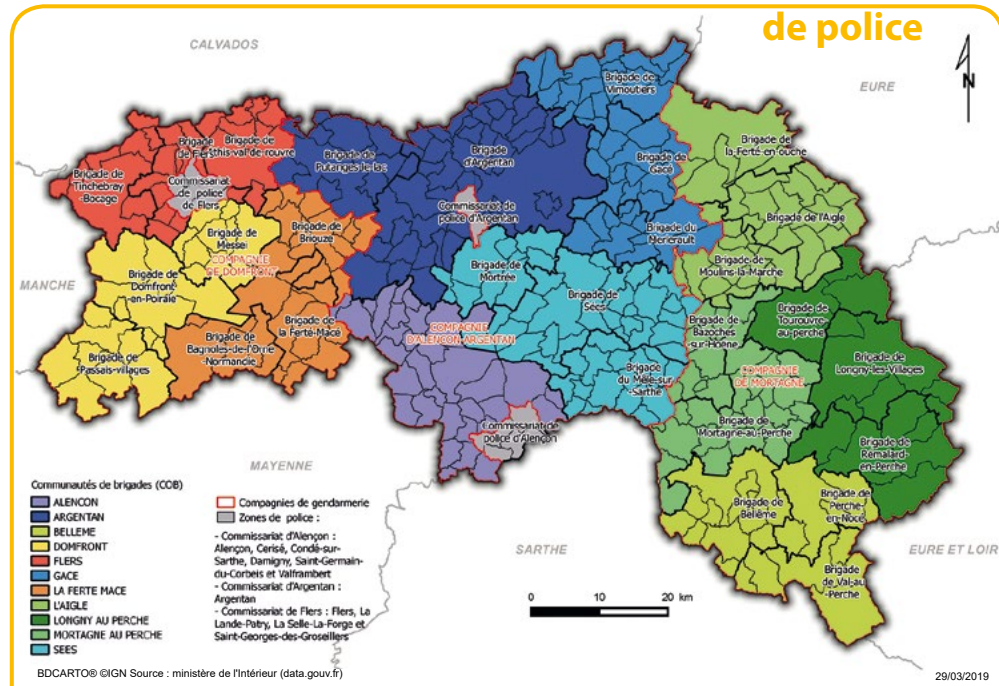 de police
CALVADOS
EURE
N
Brigade de
Vimoutiers
Brigade de
la-Ferté-en-ouche
Brigade
de Flers
Brigade de
Athis-val-de-rouvre
Brigade de
Putanges-le-lac
Brigade
d'Argentan
Brigade de
Gacé
Brigade de
Tinchebray
-Bocage
Commissariat
de police
de Flers
Commissariat de
police d'Argentan
Brigade de l'Aigle
Brigade de
Messei
Brigade de
Briouze
Brigade du
Merlerault
COMPAGNIE
DE DOMFRONT
Brigade de
Moulins-la-Marche
MANCHE
Brigade de
Domfront
-en-Poiraie
Brigade de
Mortrée
Brigade de
Sées
Brigade de
Bazoches
-sur-Hoëne
Brigade de
Tourouvre
-au-perche
Brigade de
la Ferté-Macé
COMPAGNIE
D'ALENCON ARGENTAN
Brigade de
Bagnoles-de-l'Orne
-Normandie
Brigade de
Passais-villages
Brigade de
Longny-les-Villages
COMPAGNIE
DE MORTAGNE
Brigade
du Mêle-sur
-Sarthe
Brigade de
Mortagne-au-Perche
Commissariat de
police d'Alençon
Brigade de
Rémalard-
en-Perche
MAYENNE
Brigade de
Bellême
Brigade de
Perche-
en-Nocé
SARTHE
EURE ET LOIR
Brigade
de Val-au
-Perche
Communautés de brigades (COB)
ALENCON
ARGENTAN
BELLEME
DOMFRONT
FLERS
GACE
LA FERTE MACE
L'AIGLE
LONGNY AU PERCHE
MORTAGNE AU PERCHE
SEES
Compagnies de gendarmerie
Zones de police :
- Commissariat d'Alençon :
Alençon, Cerisé, Condé-sur-
Sarthe, Damigny, Saint-Germain-
du-Corbeis et Valframbert
- Commissariat d'Argentan :
Argentan
- Commissariat de Flers : Flers, La
Lande-Patry, La Selle-La-Forge et
Saint-Georges-des-Groseillers
0 10 20 km
BDCARTO® ©IGN Source : ministère de l'Intérieur (data.gouv.fr)
29/03/2019